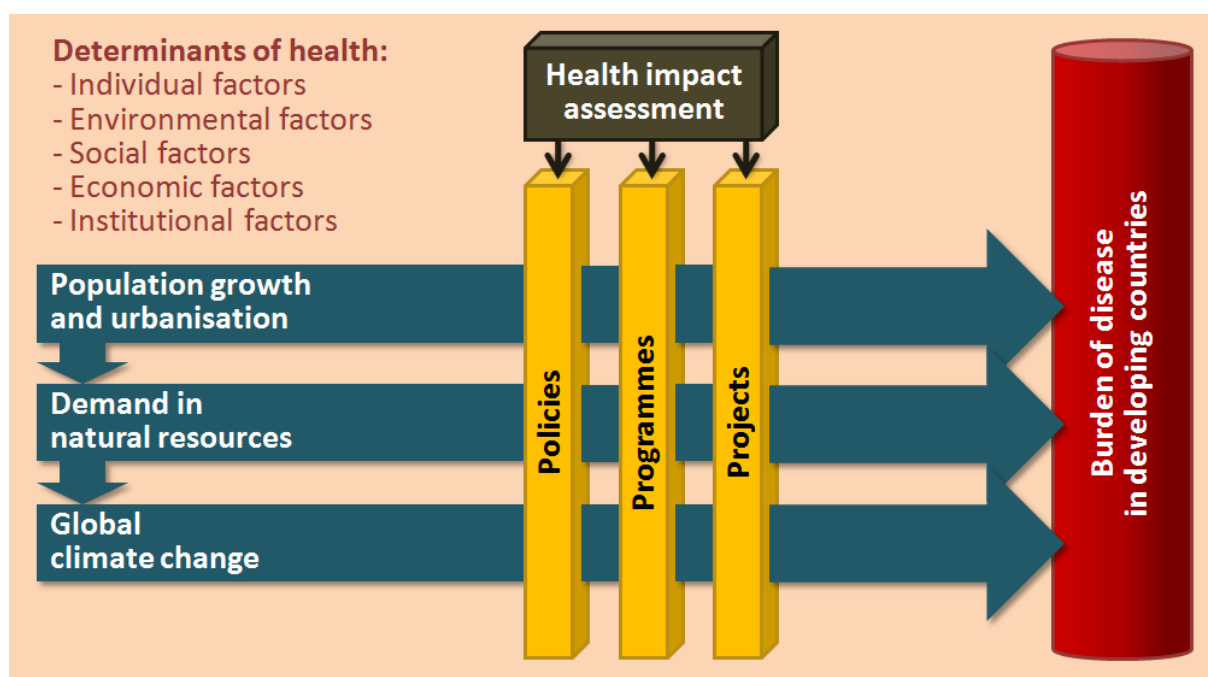 Determinants of health:
- Individual factors
- Environmental factors
- Social factors
- Economic factors
- Institutional factors
Health impact
assessment
Population growth
and urbanisation
Demand in
natural resources
Global
climate change
Policies
Programmes
Projects
Burden of disease
in developing countries